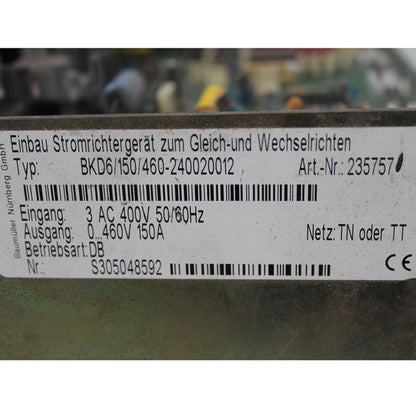 Baumüller Nürnberg GmbH
Einbau Stromrichtergerät zum Gleich-und Wechselrichten
Typ: BKD6/150/460-240020012 Art.-Nr.: 235757
Eingang: 3 AC 400V 50/60Hz
Ausgang: 0...460V 150A Netz: TN oder TT
Betriebsart:DB
Nr.: S305048592 CE